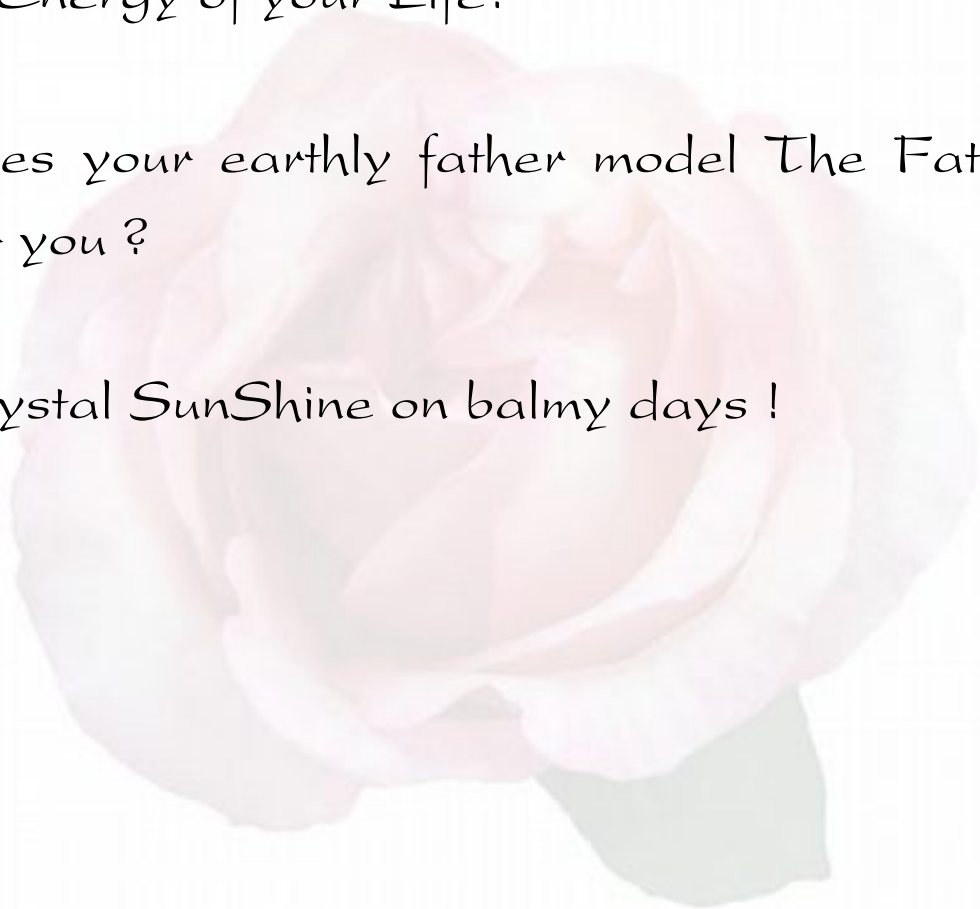 Energy of your Life?
es your earthly father model The Fat
you ?
ystal SunShine on balmy days !